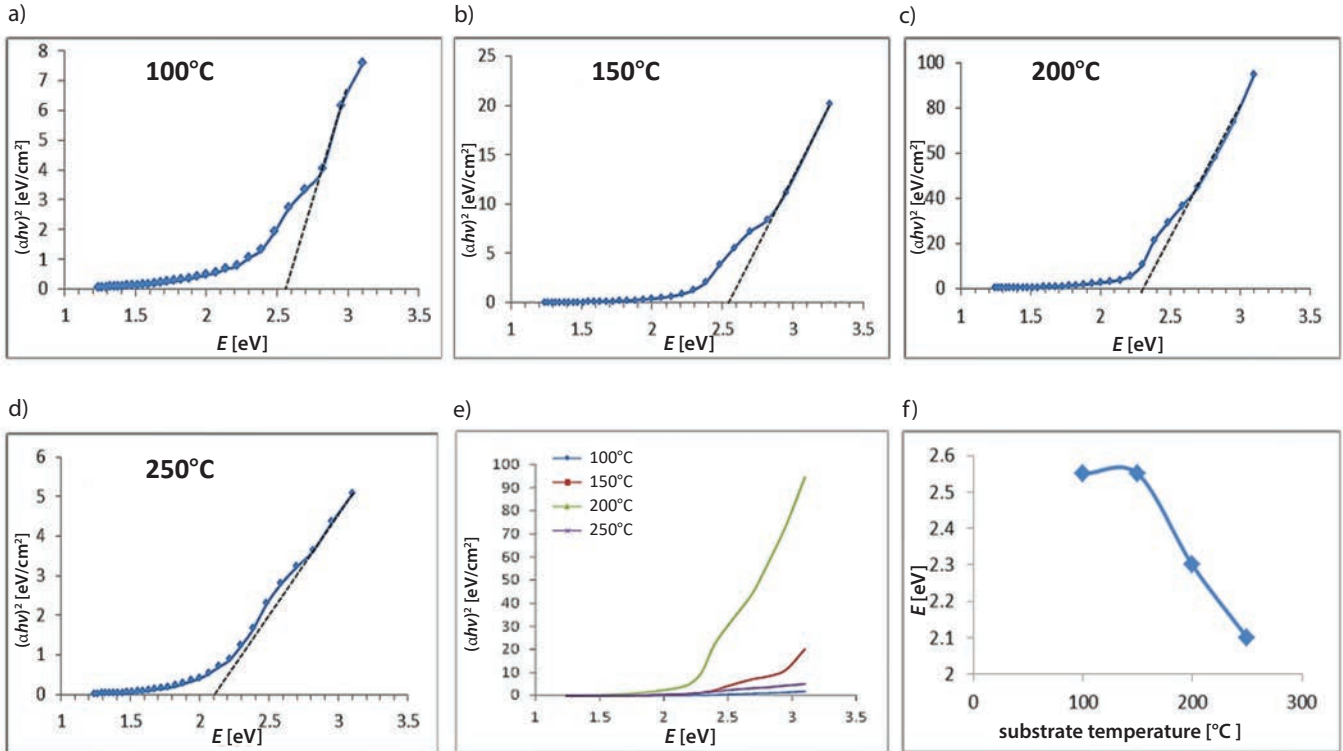 a)
100°C
8
7
6
5
4
3
2
1
0
(αhν)² [eV/cm²]
1 1.5 2 2.5 3 3.5
E [eV]
b)
150°C
25
20
15
10
5
0
(αhν)² [eV/cm²]
1 1.5 2 2.5 3 3.5
E [eV]
c)
200°C
100
80
50
40
20
0
(αhν)² [eV/cm²]
1 1.5 2 2.5 3 3.5
E [eV]
d)
250°C
6
5
4
3
2
1
0
(αhν)² [eV/cm²]
1 1.5 2 2.5 3 3.5
E [eV]
e)
100°C
150°C
200°C
250°C
100
90
80
70
60
50
40
30
20
10
0
(αhν)² [eV/cm²]
1 1.5 2 2.5 3 3.5
E [eV]
f)
2.6
2.5
2.4
2.3
2.2
2.1
2
E [eV]
0 100 200 300
substrate temperature [°C ]